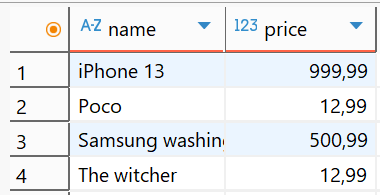 A-Z name 123 price
1 iPhone 13 999,99
2 Poco 12,99
3 Samsung washin 500,99
4 The witcher 12,99